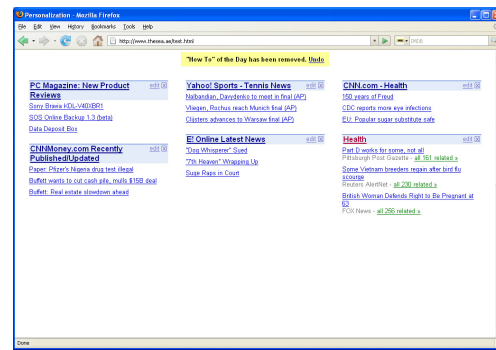 Personalization - Mozilla Firefox
File Edit View History Bookmarks Tools Help
http://www.thesea.ae/test.html
IMDB
"How To" of the Day has been removed. Undo
PC Magazine: New Product Reviews
edit
Sony Bravia KDL-V40XBR1
SOS Online Backup 1.3 (beta)
Data Deposit Box
CNNMoney.com Recently Published/Updated
edit
Paper: Pfizer's Nigeria drug test illegal
Buffett wants to cut cash pile, mulls $15B deal
Buffett: Real estate slowdown ahead
Yahoo! Sports - Tennis News
edit
Nalbandian, Davydenko to meet in final (AP)
Vliegen, Rochus reach Munich final (AP)
Clijsters advances to Warsaw final (AP)
E! Online Latest News
edit
"Dog Whisperer" Sued
"7th Heaven" Wrapping Up
Suge Raps in Court
CNN.com - Health
edit
150 years of Freud
CDC reports more eye infections
EU: Popular sugar substitute safe
Health
edit
Part D works for some, not all
Pittsburgh Post Gazette - all 161 related »
Some Vietnam breeders regain after bird flu
scourge
Reuters AlertNet - all 230 related »
British Woman Defends Right to Be Pregnant at
63
FOX News - all 256 related »
Done